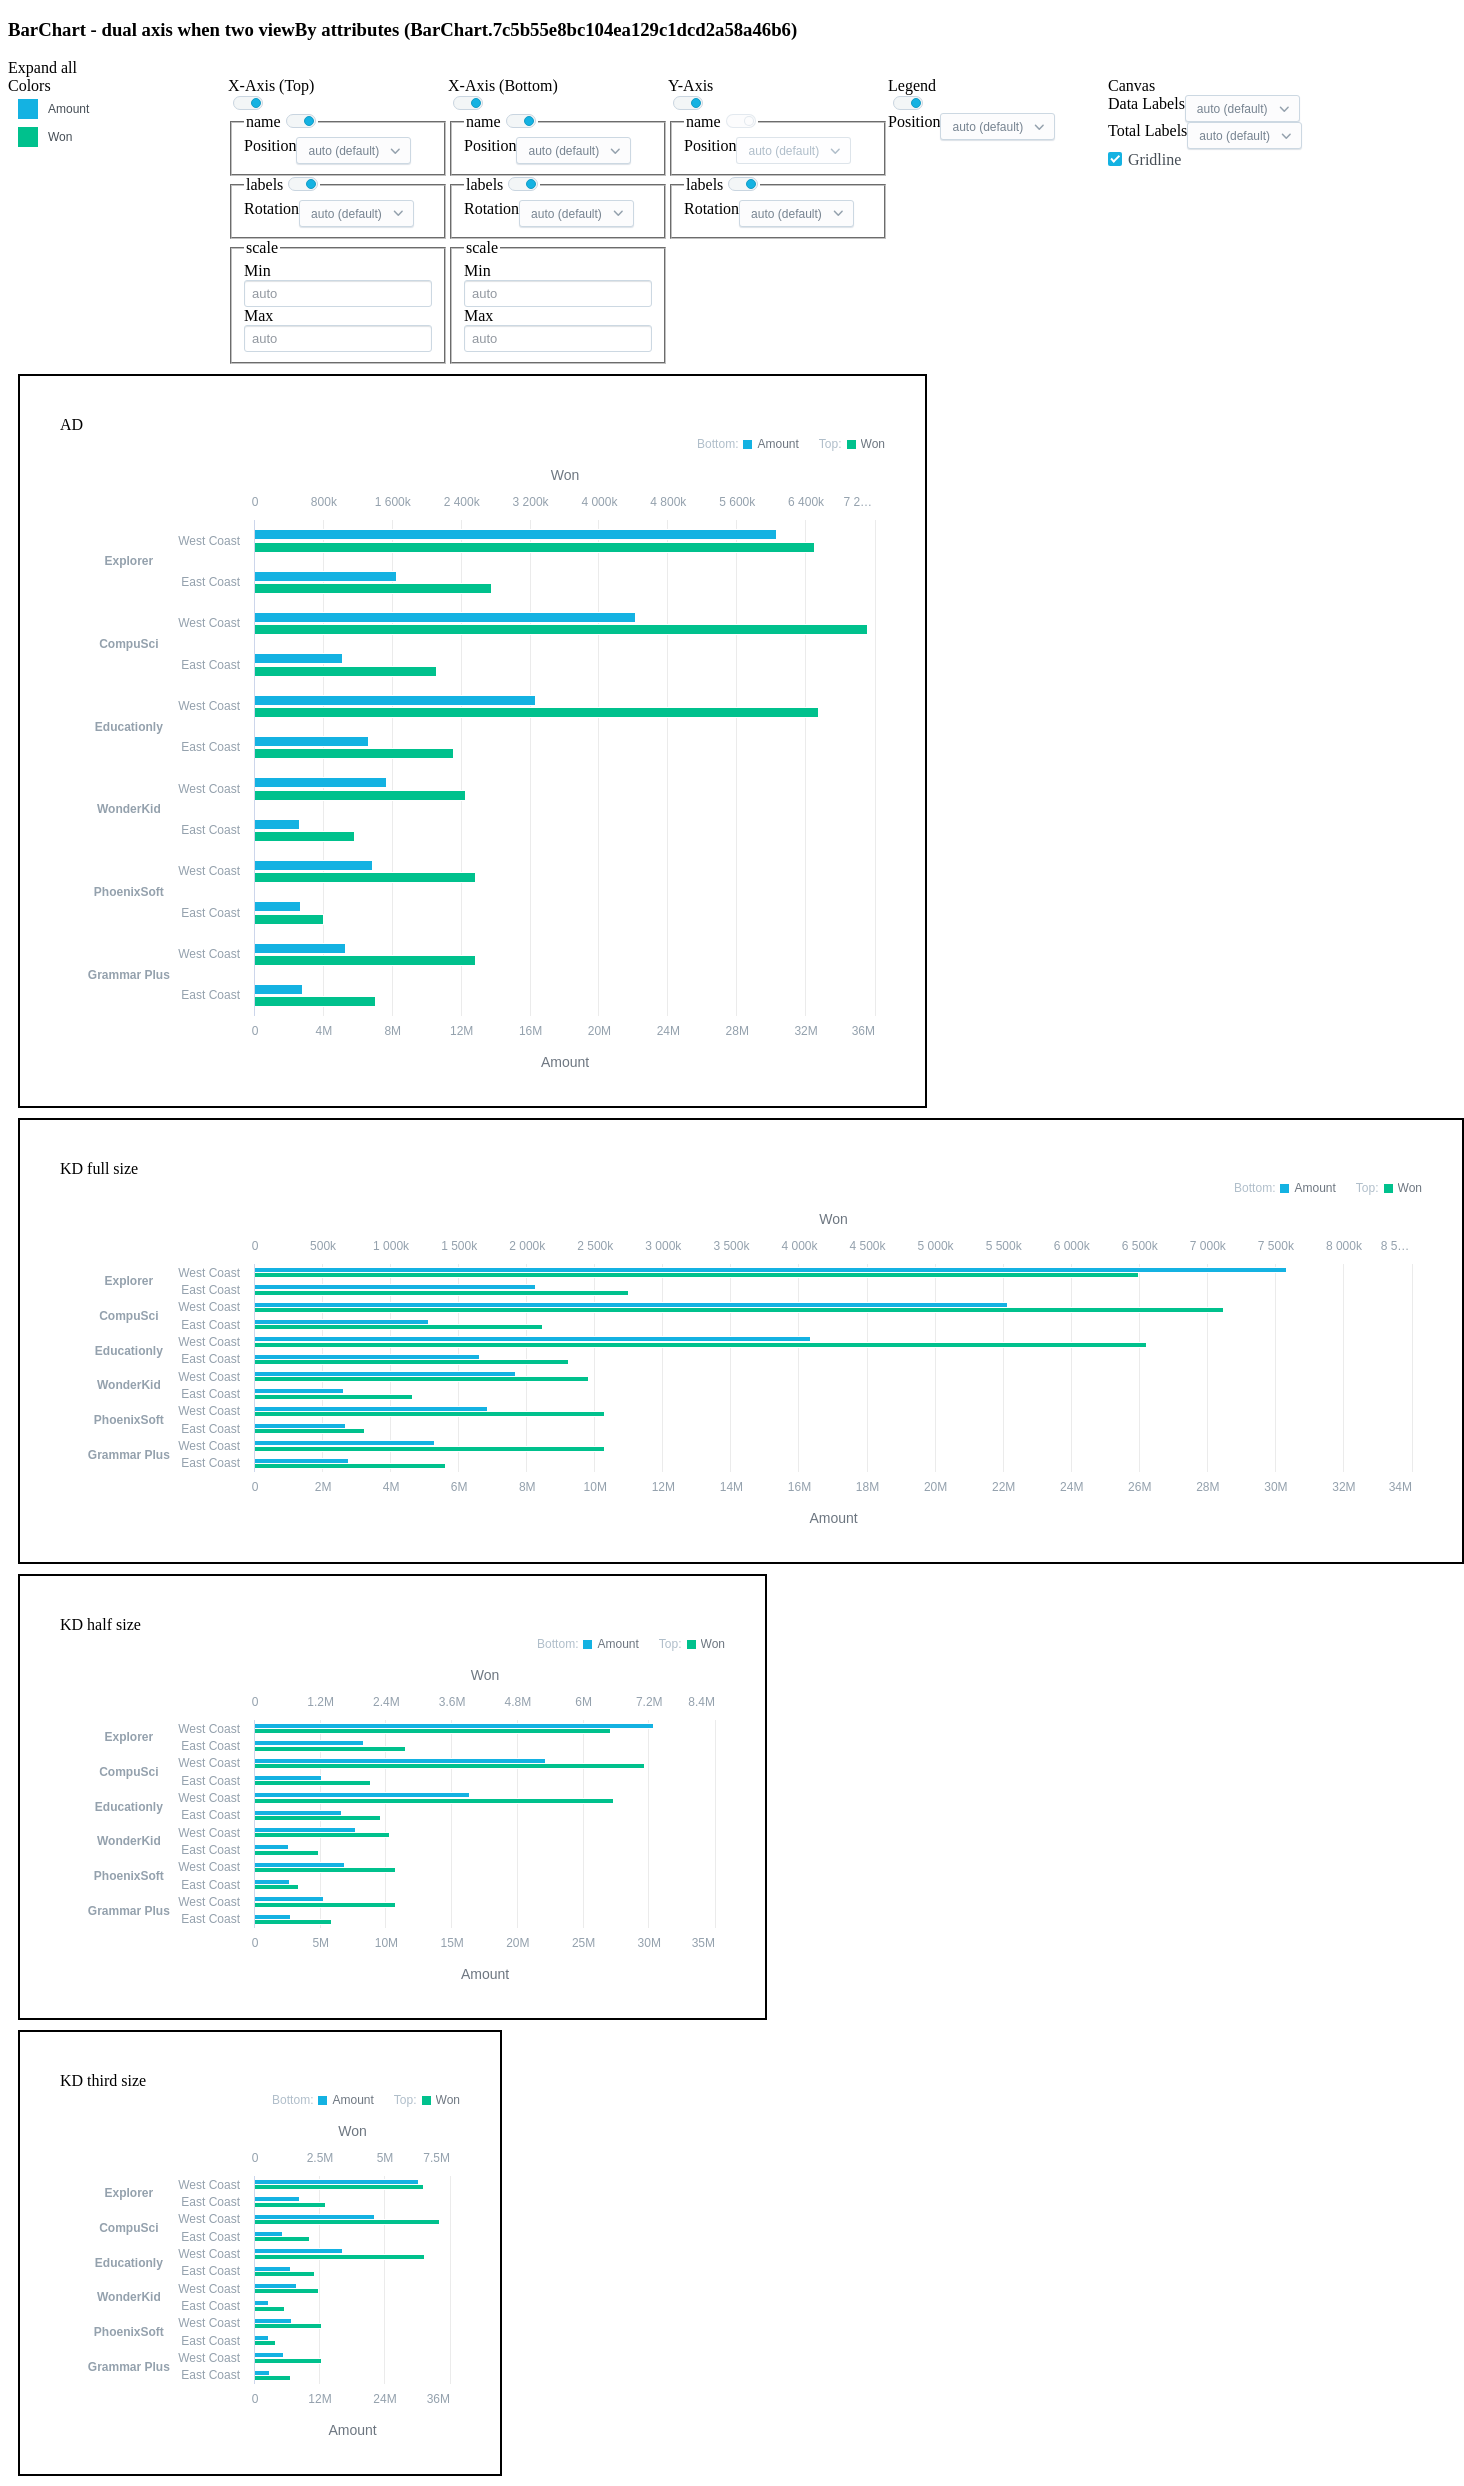 BarChart - dual axis when two viewBy attributes (BarChart.7c5b55e8bc104ea129c1dcd2a58a46b6)
Expand all
Colors
Amount
Won
X-Axis (Top)
name
Position auto (default)
labels
Rotation auto (default)
scale
Min
auto
Max
auto
X-Axis (Bottom)
name
Position auto (default)
labels
Rotation auto (default)
scale
Min
auto
Max
auto
Y-Axis
name
Position auto (default)
labels
Rotation auto (default)
Legend
Position auto (default)
Canvas
Data Labels auto (default)
Total Labels auto (default)
Gridline
AD
Bottom: Amount Top: Won
Won
0 800k 1 600k 2 400k 3 200k 4 000k 4 800k 5 600k 6 400k 7 2…
West Coast
Explorer
East Coast
West Coast
CompuSci
East Coast
West Coast
Educationly
East Coast
West Coast
WonderKid
East Coast
West Coast
PhoenixSoft
East Coast
West Coast
Grammar Plus
East Coast
0 4M 8M 12M 16M 20M 24M 28M 32M 36M
Amount
KD full size
Bottom: Amount Top: Won
Won
0 500k 1 000k 1 500k 2 000k 2 500k 3 000k 3 500k 4 000k 4 500k 5 000k 5 500k 6 000k 6 500k 7 000k 7 500k 8 000k 8 5…
West Coast
Explorer
East Coast
West Coast
CompuSci
East Coast
West Coast
Educationly
East Coast
West Coast
WonderKid
East Coast
West Coast
PhoenixSoft
East Coast
West Coast
Grammar Plus
East Coast
0 2M 4M 6M 8M 10M 12M 14M 16M 18M 20M 22M 24M 26M 28M 30M 32M 34M
Amount
KD half size
Bottom: Amount Top: Won
Won
0 1.2M 2.4M 3.6M 4.8M 6M 7.2M 8.4M
West Coast
Explorer
East Coast
West Coast
CompuSci
East Coast
West Coast
Educationly
East Coast
West Coast
WonderKid
East Coast
West Coast
PhoenixSoft
East Coast
West Coast
Grammar Plus
East Coast
0 5M 10M 15M 20M 25M 30M 35M
Amount
KD third size
Bottom: Amount Top: Won
Won
0 2.5M 5M 7.5M
West Coast
Explorer
East Coast
West Coast
CompuSci
East Coast
West Coast
Educationly
East Coast
West Coast
WonderKid
East Coast
West Coast
PhoenixSoft
East Coast
West Coast
Grammar Plus
East Coast
0 12M 24M 36M
Amount